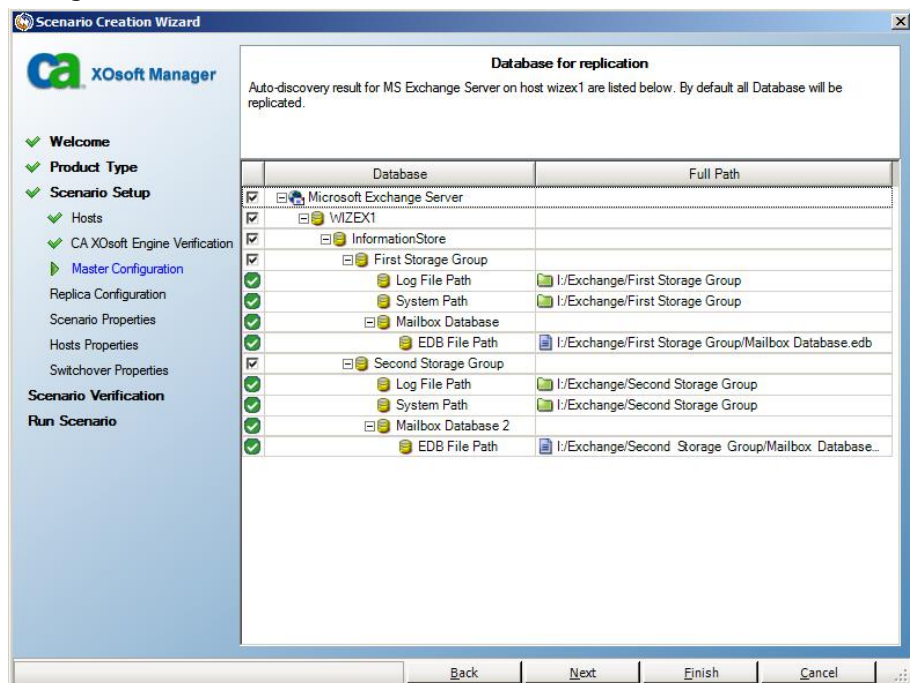 Scenario Creation Wizard
ca
XOsoft Manager
Welcome
Product Type
Scenario Setup
Hosts
CA XOsoft Engine Verification
Master Configuration
Replica Configuration
Scenario Properties
Hosts Properties
Switchover Properties
Scenario Verification
Run Scenario
Database for replication
Auto-discovery result for MS Exchange Server on host wizex1 are listed below. By default all Database will be
replicated.
Database Full Path
Microsoft Exchange Server
WIZEX1
InformationStore
First Storage Group
Log File Path I:/Exchange/First Storage Group
System Path I:/Exchange/First Storage Group
Mailbox Database
EDB File Path I:/Exchange/First Storage Group/Mailbox Database.edb
Second Storage Group
Log File Path I:/Exchange/Second Storage Group
System Path I:/Exchange/Second Storage Group
Mailbox Database 2
EDB File Path I:/Exchange/Second Storage Group/Mailbox Database...
Back Next Finish Cancel